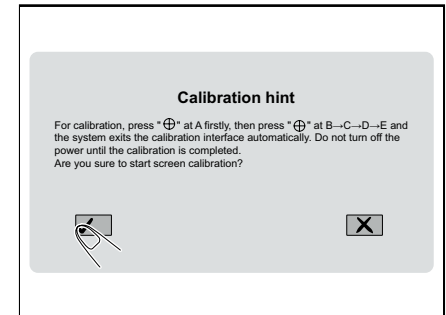 Calibration hint
For calibration, press "⊕" at A firstly, then press "⊕" at B→C→D→E and
the system exits the calibration interface automatically. Do not turn off the
power until the calibration is completed.
Are you sure to start screen calibration?